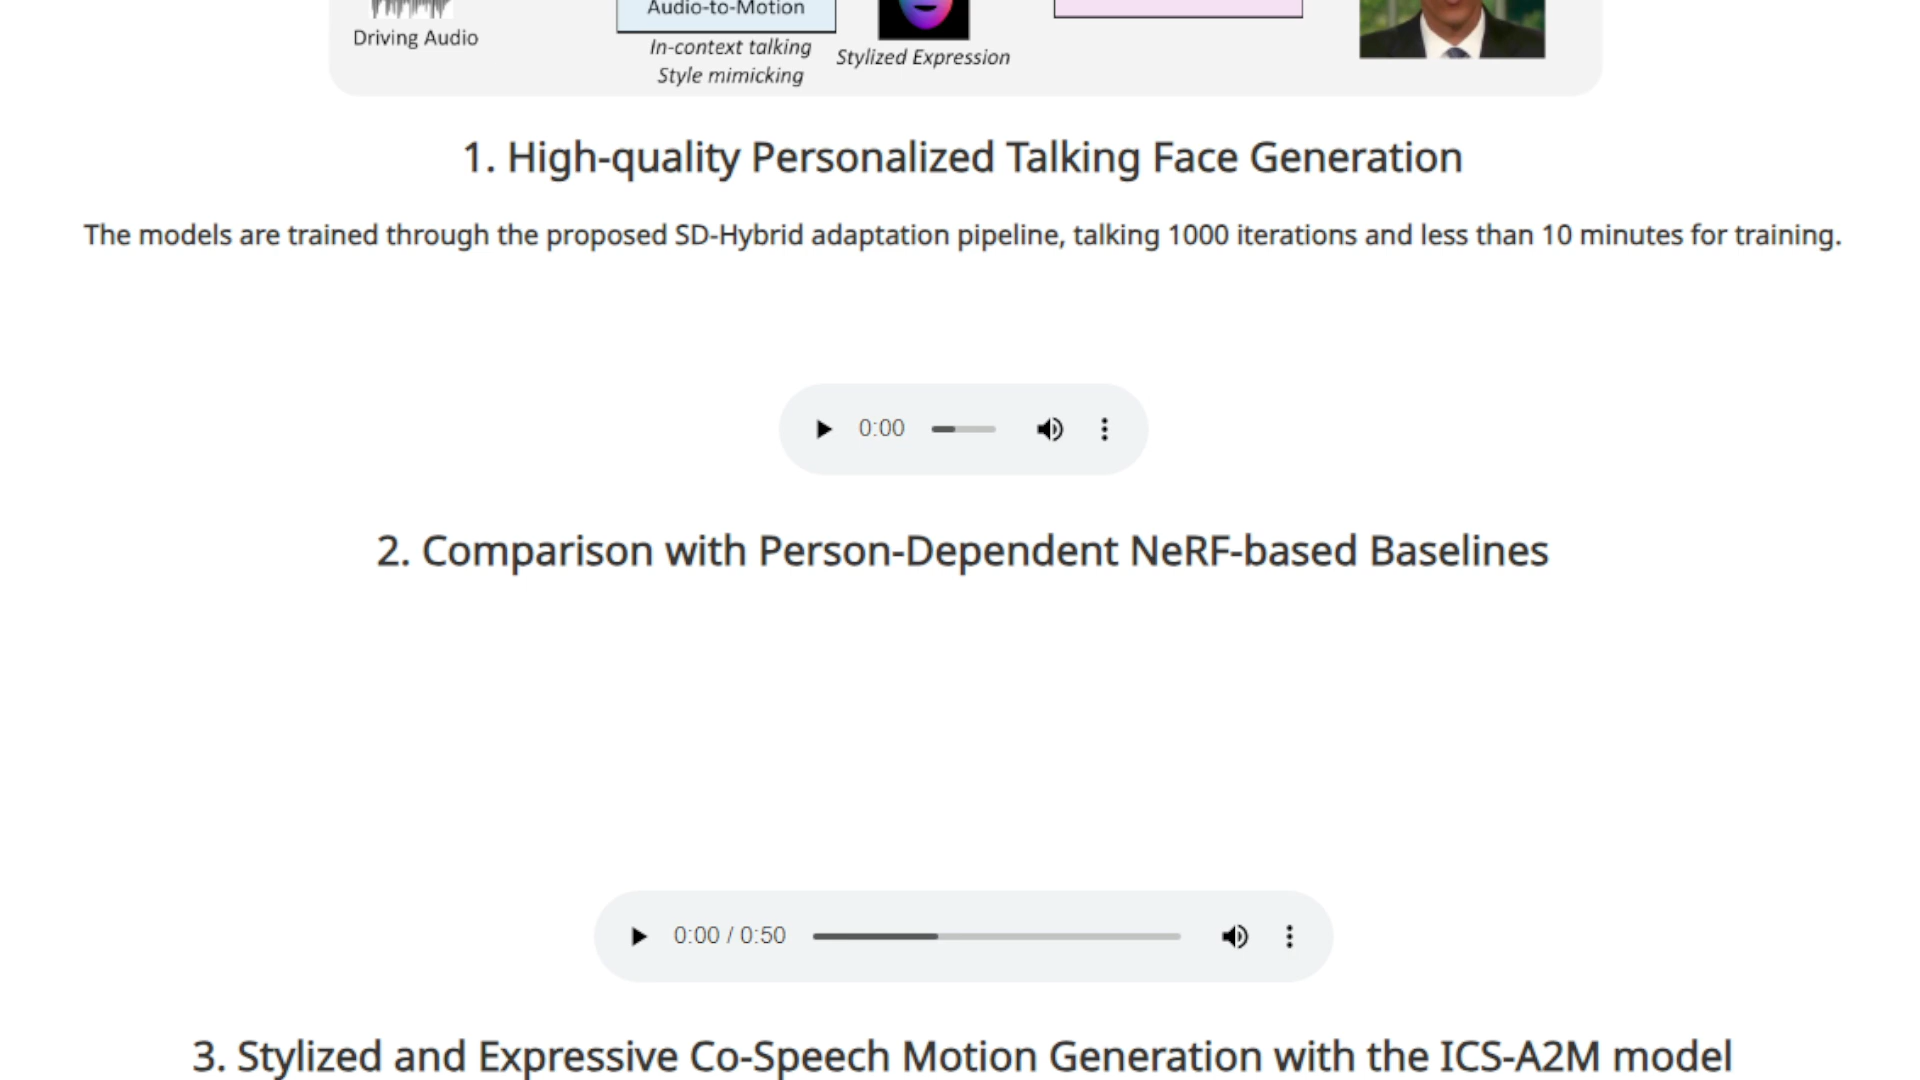 Driving Audio
Audio-to-Motion
In-context talking
Style mimicking
Stylized Expression
1. High-quality Personalized Talking Face Generation
The models are trained through the proposed SD-Hybrid adaptation pipeline, talking 1000 iterations and less than 10 minutes for training.
0:00
2. Comparison with Person-Dependent NeRF-based Baselines
0:00 / 0:50
3. Stylized and Expressive Co-Speech Motion Generation with the ICS-A2M model